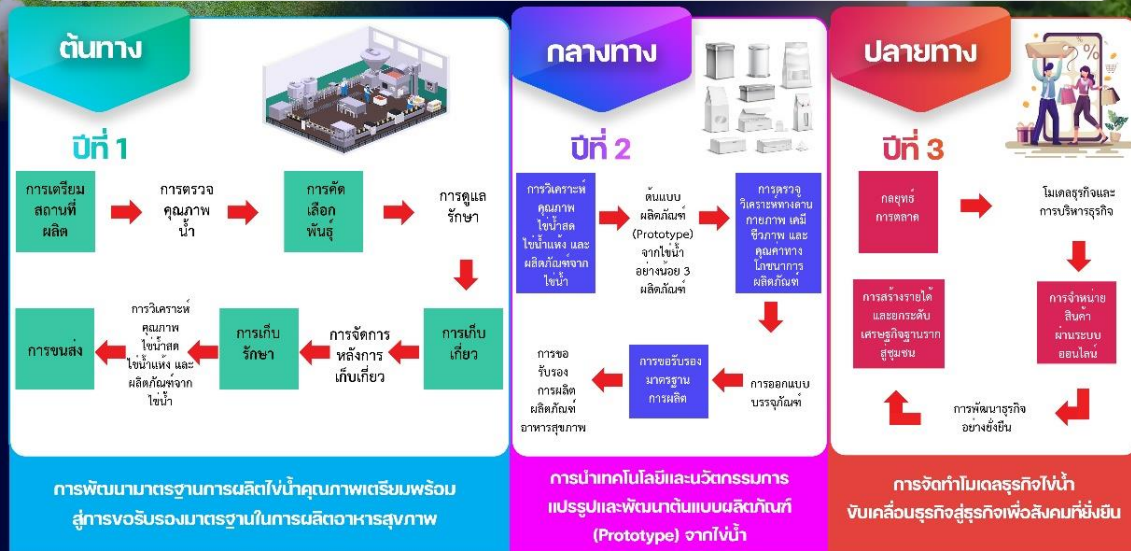 ต้นทาง
ปีที่ 1
การเตรียม
สถานที่
ผลิต
การตรวจ
คุณภาพ
น้ำ
การคัด
เลือก
พันธุ์
การดูแล
รักษา
การเก็บ
เกี่ยว
การจัดการ
หลังการ
เก็บเกี่ยว
การเก็บ
รักษา
การวิเคราะห์
คุณภาพ
ไข่น้ำสด
ไข่น้ำแห้ง และ
ผลิตภัณฑ์จาก
ไข่น้ำ
การขนส่ง
การพัฒนามาตรฐานการผลิตไข่น้ำคุณภาพเตรียมพร้อม
สู่การขอรับรองมาตรฐานในการผลิตอาหารสุขภาพ
กลางทาง
ปีที่ 2
การวิเคราะห์
คุณภาพ
ไข่น้ำสด
ไข่น้ำแห้ง และ
ผลิตภัณฑ์จาก
ไข่น้ำ
ต้นแบบ
ผลิตภัณฑ์
(Prototype)
จากไข่น้ำ
อย่างน้อย 3
ผลิตภัณฑ์
การตรวจ
วิเคราะห์ทางด้าน
กายภาพ เคมี
ชีวภาพ และ
คุณค่าทาง
โภชนาการ
ผลิตภัณฑ์
การออกแบบ
บรรจุภัณฑ์
การขอรับรอง
มาตรฐาน
การผลิต
การขอ
รับรอง
การผลิต
ผลิตภัณฑ์
อาหารสุขภาพ
การนำเทคโนโลยีและนวัตกรรมการ
แปรรูปและพัฒนาต้นแบบผลิตภัณฑ์
(Prototype) จากไข่น้ำ
ปลายทาง
%
?
ปีที่ 3
กลยุทธ์
การตลาด
โมเดลธุรกิจและ
การบริหารธุรกิจ
การจำหน่าย
สินค้า
ผ่านระบบ
ออนไลน์
การพัฒนาธุรกิจ
อย่างยั่งยืน
การสร้างรายได้
และยกระดับ
เศรษฐกิจฐานราก
สู่ชุมชน
การจัดทำโมเดลธุรกิจไข่น้ำ
ขับเคลื่อนธุรกิจสู่ธุรกิจเพื่อสังคมที่ยั่งยืน